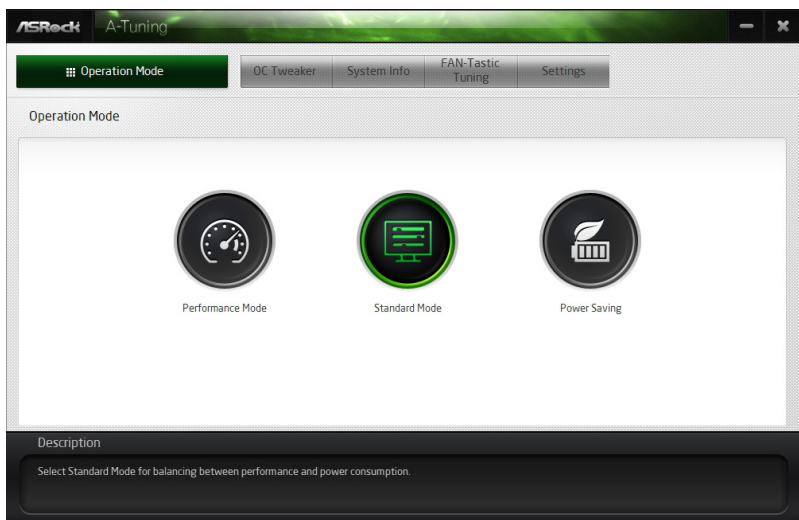 ASRock A-Tuning
Operation Mode
OC Tweaker
System Info
FAN-Tastic
Tuning
Settings
Operation Mode
Performance Mode
Standard Mode
Power Saving
Description
Select Standard Mode for balancing between performance and power consumption.